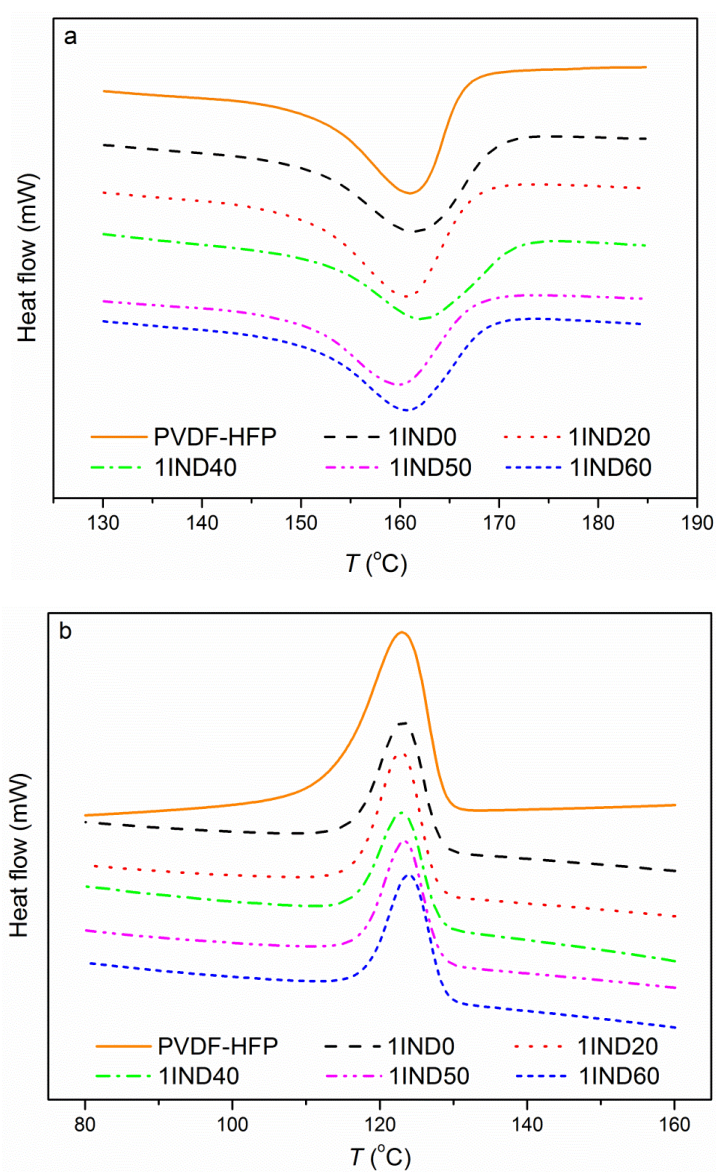 a
Heat flow (mW)
PVDF-HFP 1IND0 1IND20
1IND40 1IND50 1IND60
130 140 150 160 170 180 190
T (°C)
b
Heat flow (mW)
PVDF-HFP 1IND0 1IND20
1IND40 1IND50 1IND60
80 100 120 140 160
T (°C)